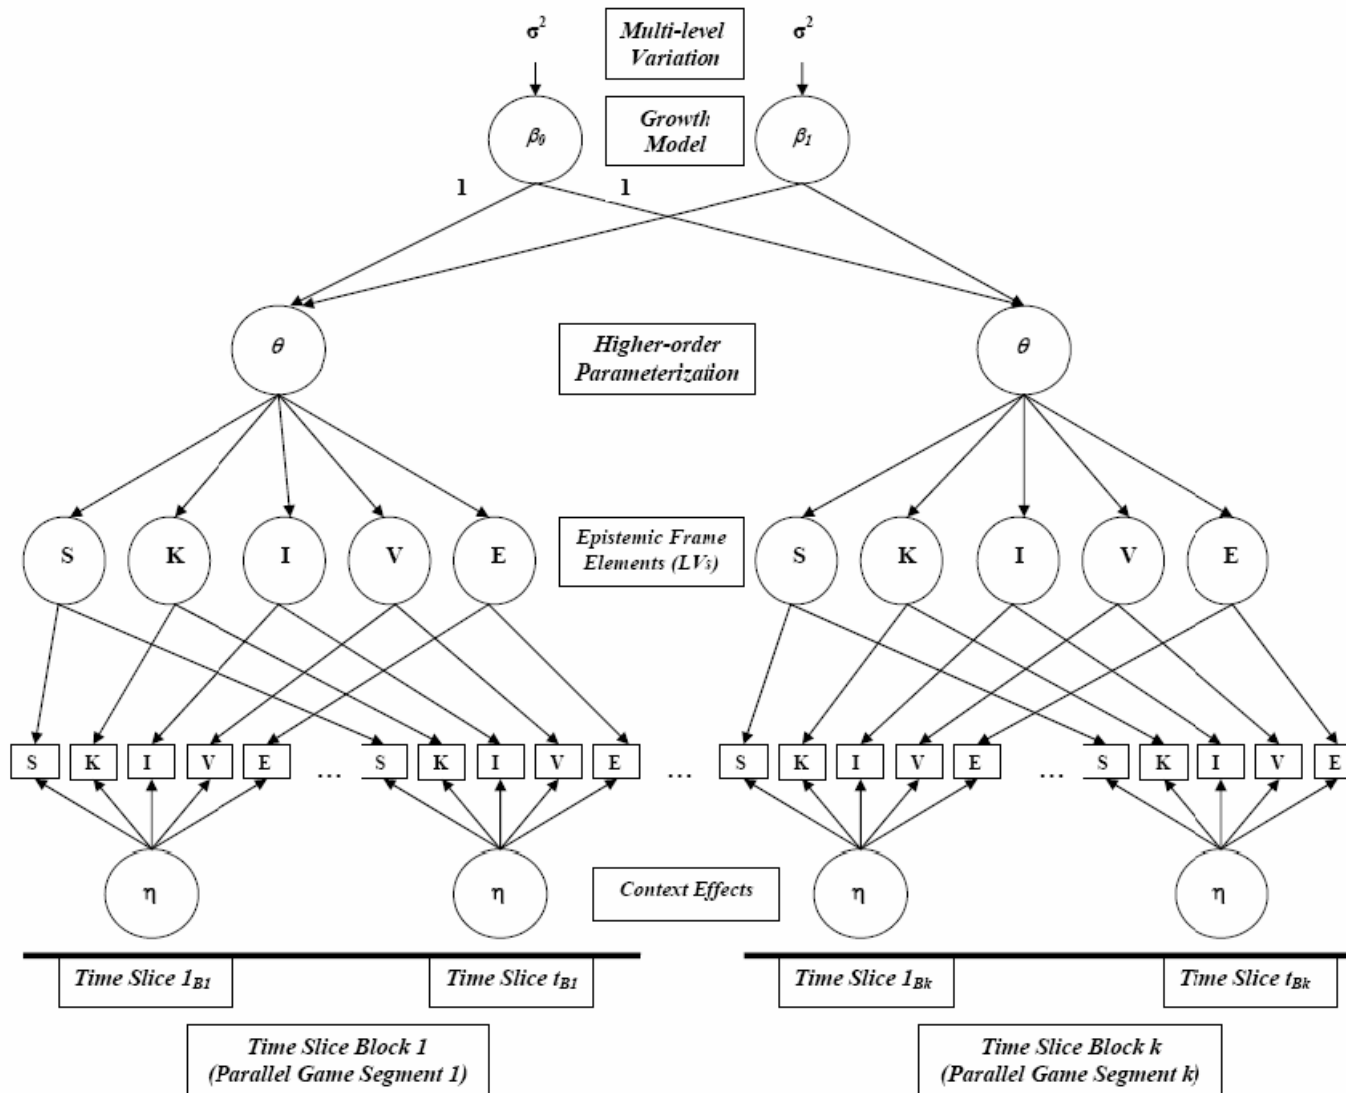 σ² Multi-level σ²
Variation
β₀ Growth β₁
Model
1 1
θ Higher-order θ
Parameterization
S K I V E Epistemic Frame S K I V E
Elements (LVs)
S K I V E ... S K I V E ... S K I V E ... S K I V E
η η Context Effects η η
Time Slice 1B1 Time Slice tB1 Time Slice 1Bk Time Slice tBk
Time Slice Block 1 Time Slice Block k
(Parallel Game Segment 1) (Parallel Game Segment k)